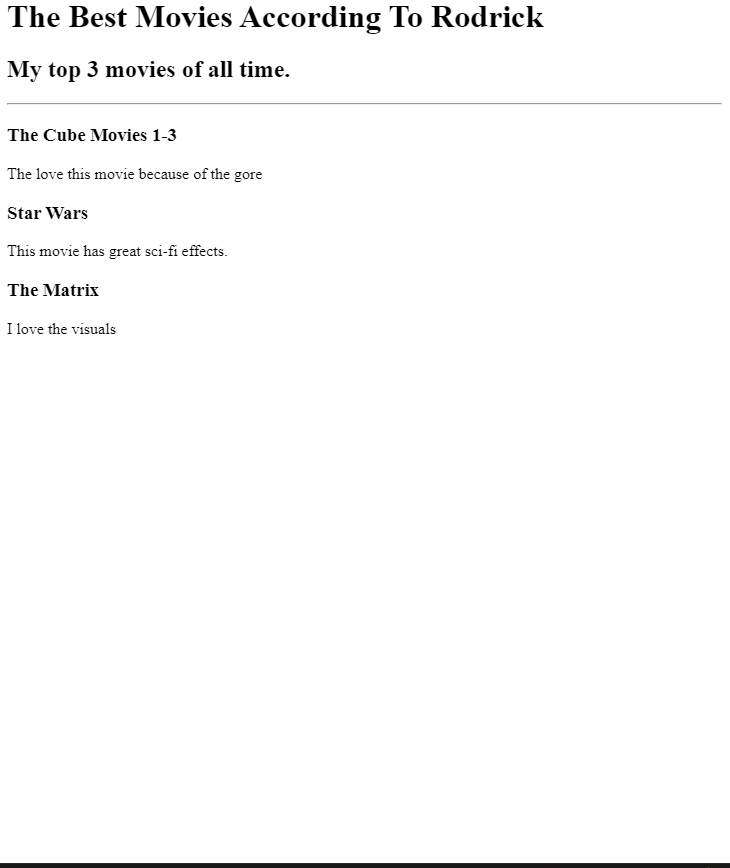 The Best Movies According To Rodrick
My top 3 movies of all time.
The Cube Movies 1-3
The love this movie because of the gore
Star Wars
This movie has great sci-fi effects.
The Matrix
I love the visuals